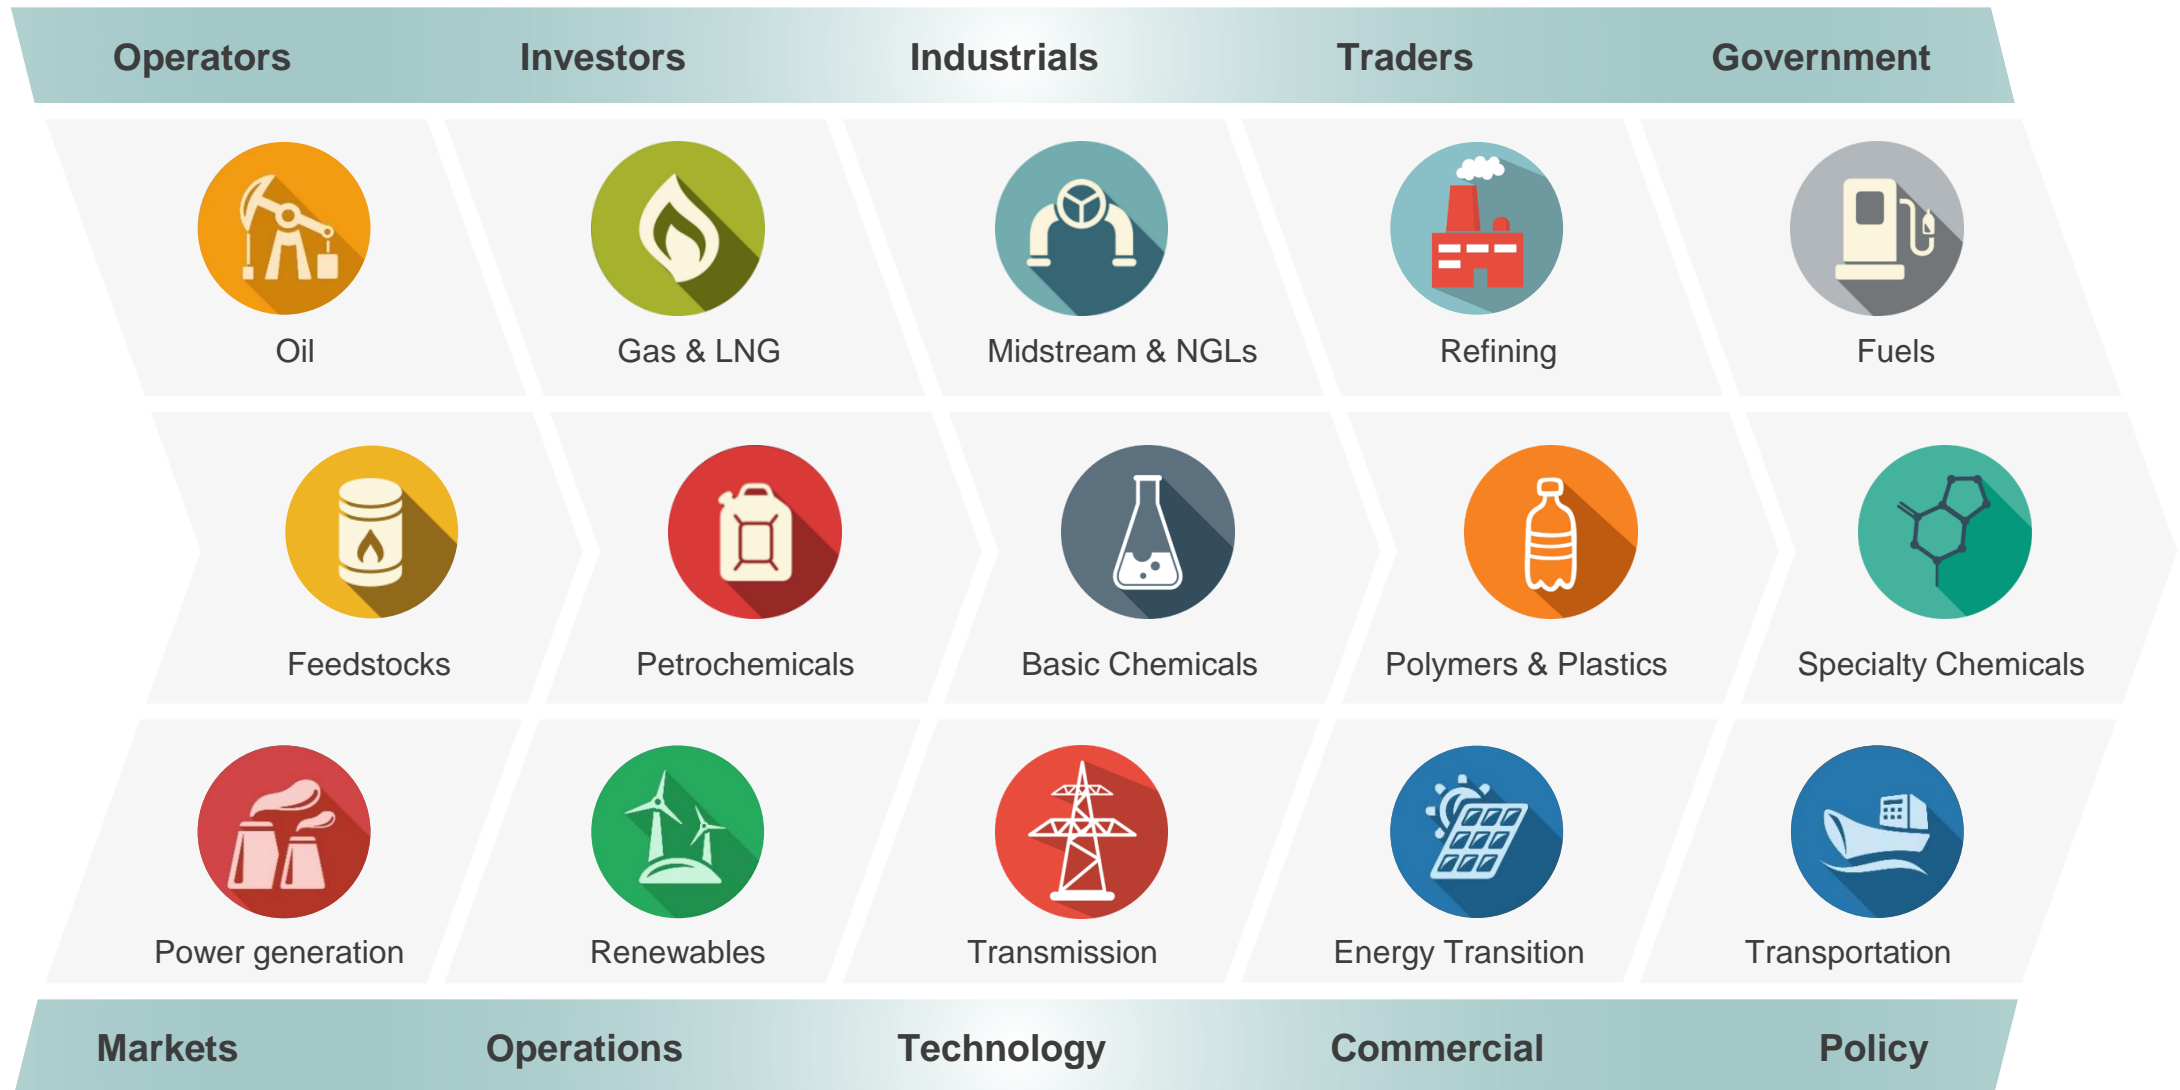 Operators
Investors
Industrials
Traders
Government
Oil
Gas & LNG
Midstream & NGLs
Refining
Fuels
Feedstocks
Petrochemicals
Basic Chemicals
Polymers & Plastics
Specialty Chemicals
Power generation
Renewables
Transmission
Energy Transition
Transportation
Markets
Operations
Technology
Commercial
Policy